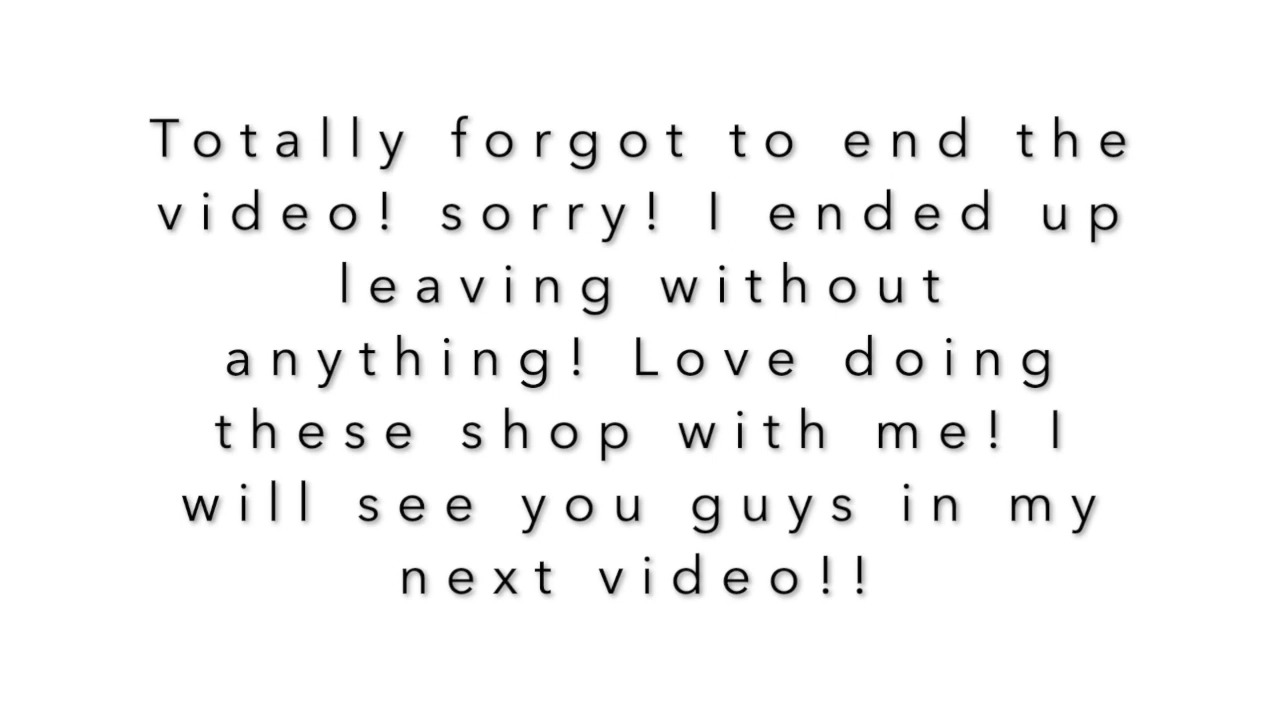 Totally forgot to end the
video! sorry! I ended up
leaving without
anything! Love doing
these shop with me! I
will see you guys in my
next video!!